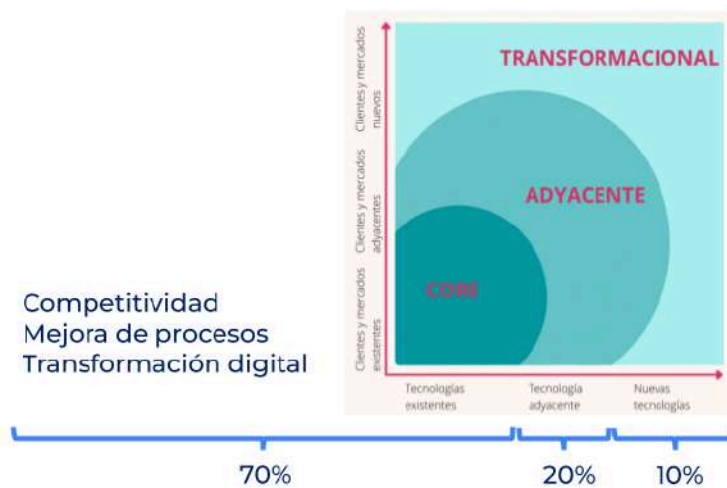 TRANSFORMACIONAL
ADYACENTE
CORE
Clientes y mercados
nuevos
Clientes y mercados
adyacentes
Clientes y mercados
existentes
Competitividad
Mejora de procesos
Transformación digital
Tecnologías
existentes
Tecnología
adyacente
Nuevas
tecnologías
70%
20%
10%